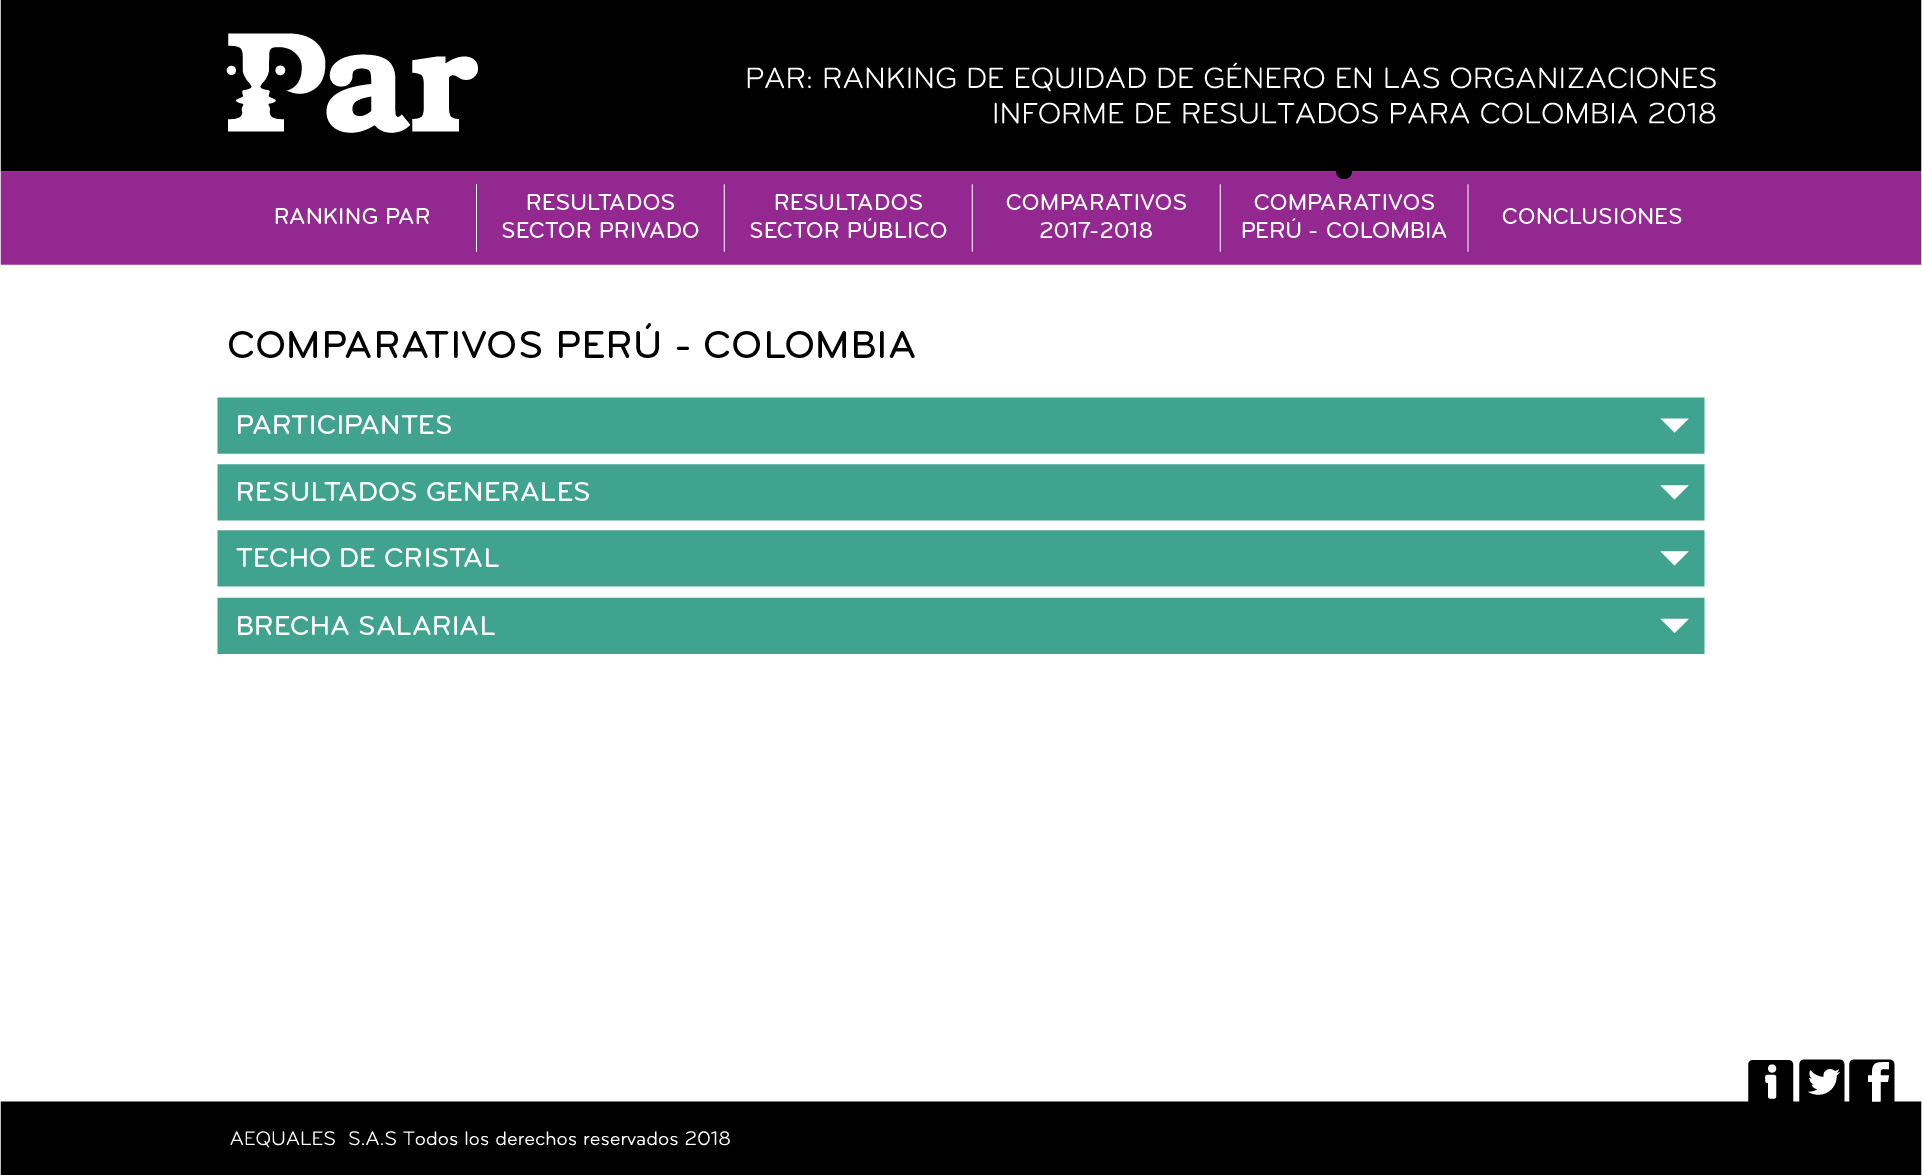 Par
PAR: RANKING DE EQUIDAD DE GÉNERO EN LAS ORGANIZACIONES
INFORME DE RESULTADOS PARA COLOMBIA 2018
RANKING PAR
RESULTADOS
SECTOR PRIVADO
RESULTADOS
SECTOR PÚBLICO
COMPARATIVOS
2017-2018
COMPARATIVOS
PERÚ - COLOMBIA
CONCLUSIONES
COMPARATIVOS PERÚ - COLOMBIA
PARTICIPANTES
RESULTADOS GENERALES
TECHO DE CRISTAL
BRECHA SALARIAL
AEQUALES S.A.S Todos los derechos reservados 2018